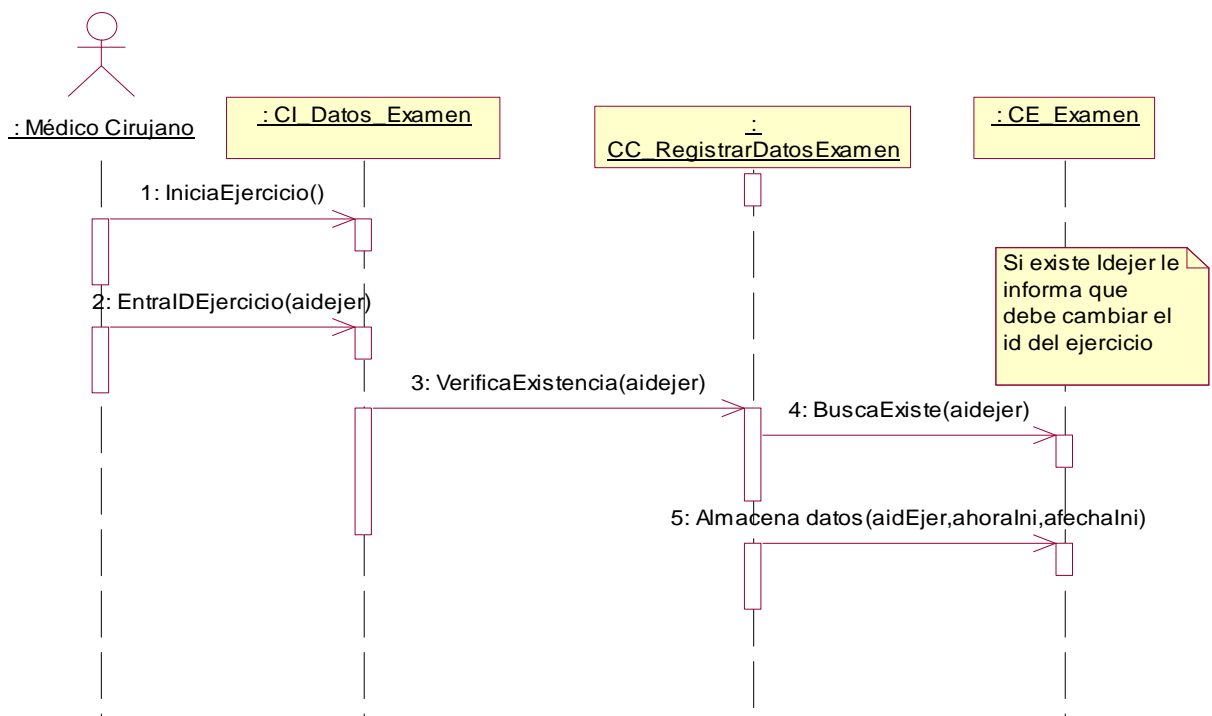 : Médico Cirujano
: CI_Datos_Examen
:
CC_RegistrarDatosExamen
: CE_Examen
1: IniciaEjercicio()
Si existe Idejer le
informa que
debe cambiar el
id del ejercicio
2: EntraIDEjercicio(aidejer)
3: VerificaExistencia(aidejer)
4: BuscaExiste(aidejer)
5: Almacena datos(aidEjer,ahoraIni,afechaIni)